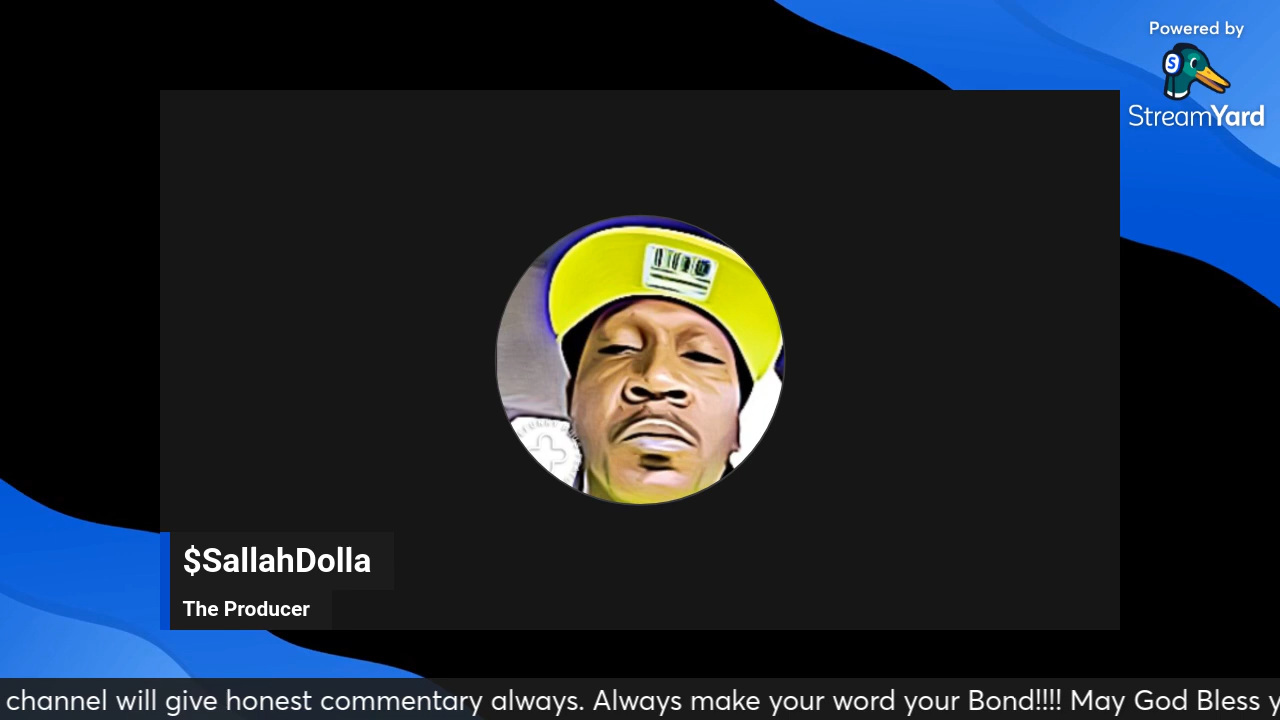 Powered by
S
StreamYard
$SallahDolla
The Producer
channel will give honest commentary always. Always make your word your Bond!!!! May God Bless y